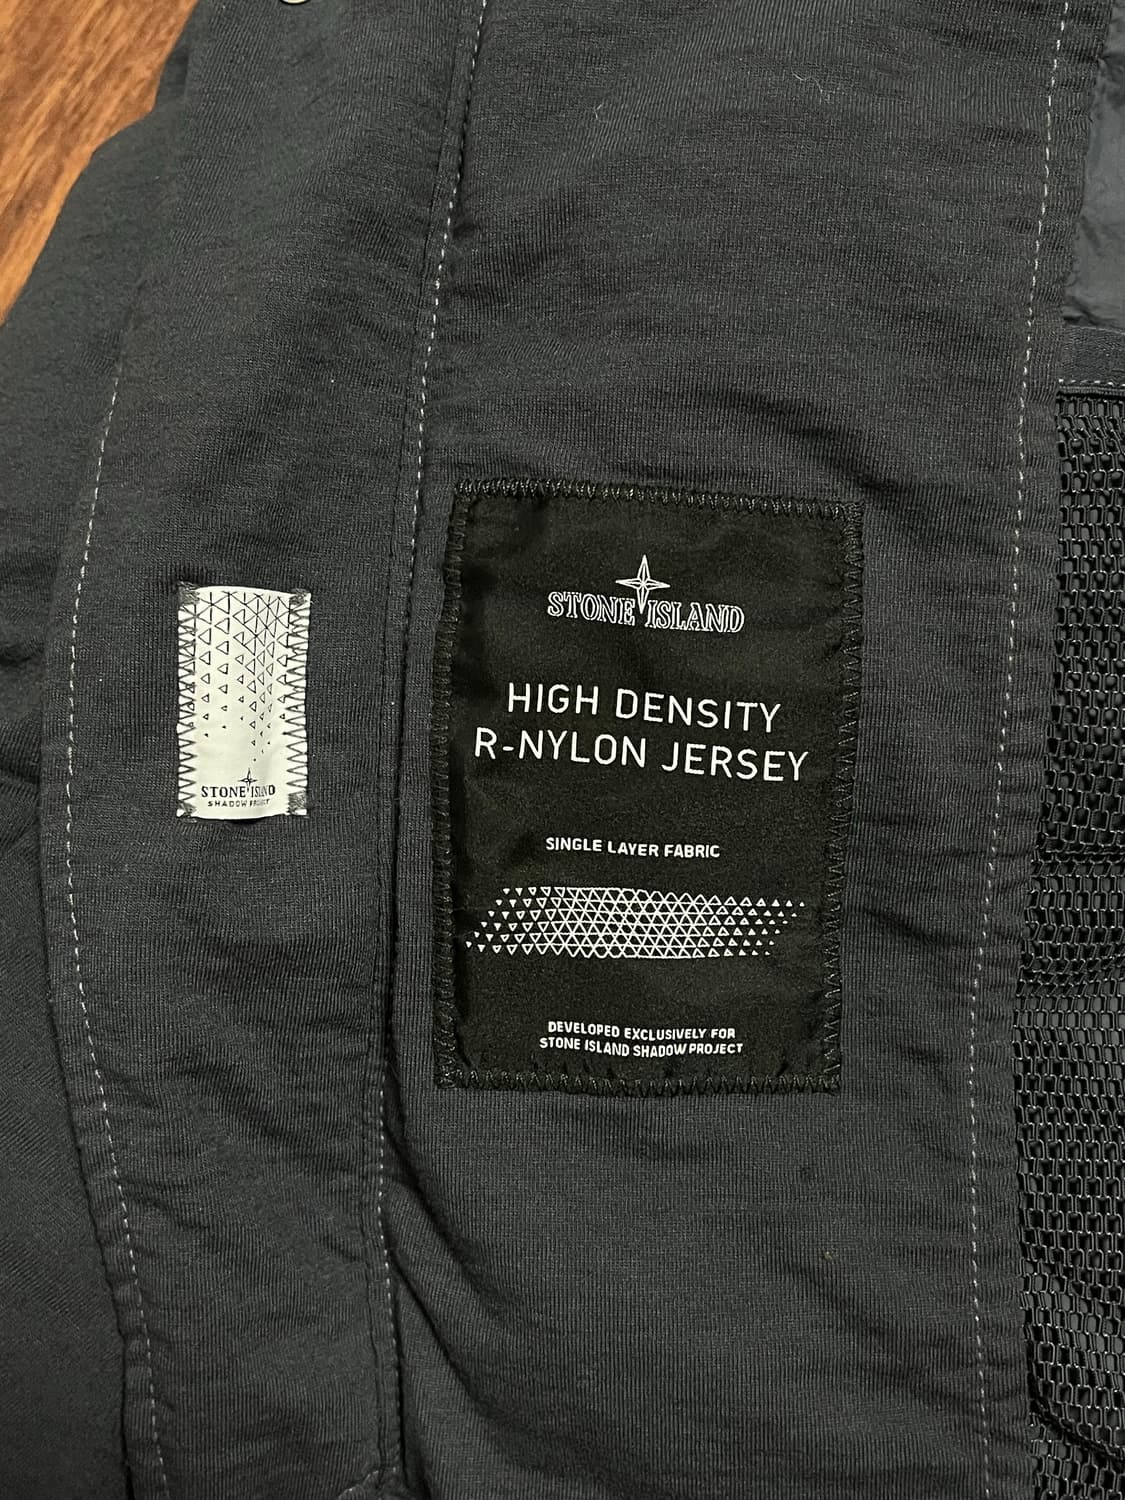 STONE ISLAND
SHADOW PROJECT
STONE ISLAND
HIGH DENSITY
R-NYLON JERSEY
SINGLE LAYER FABRIC
DEVELOPED EXCLUSIVELY FOR
STONE ISLAND SHADOW PROJECT